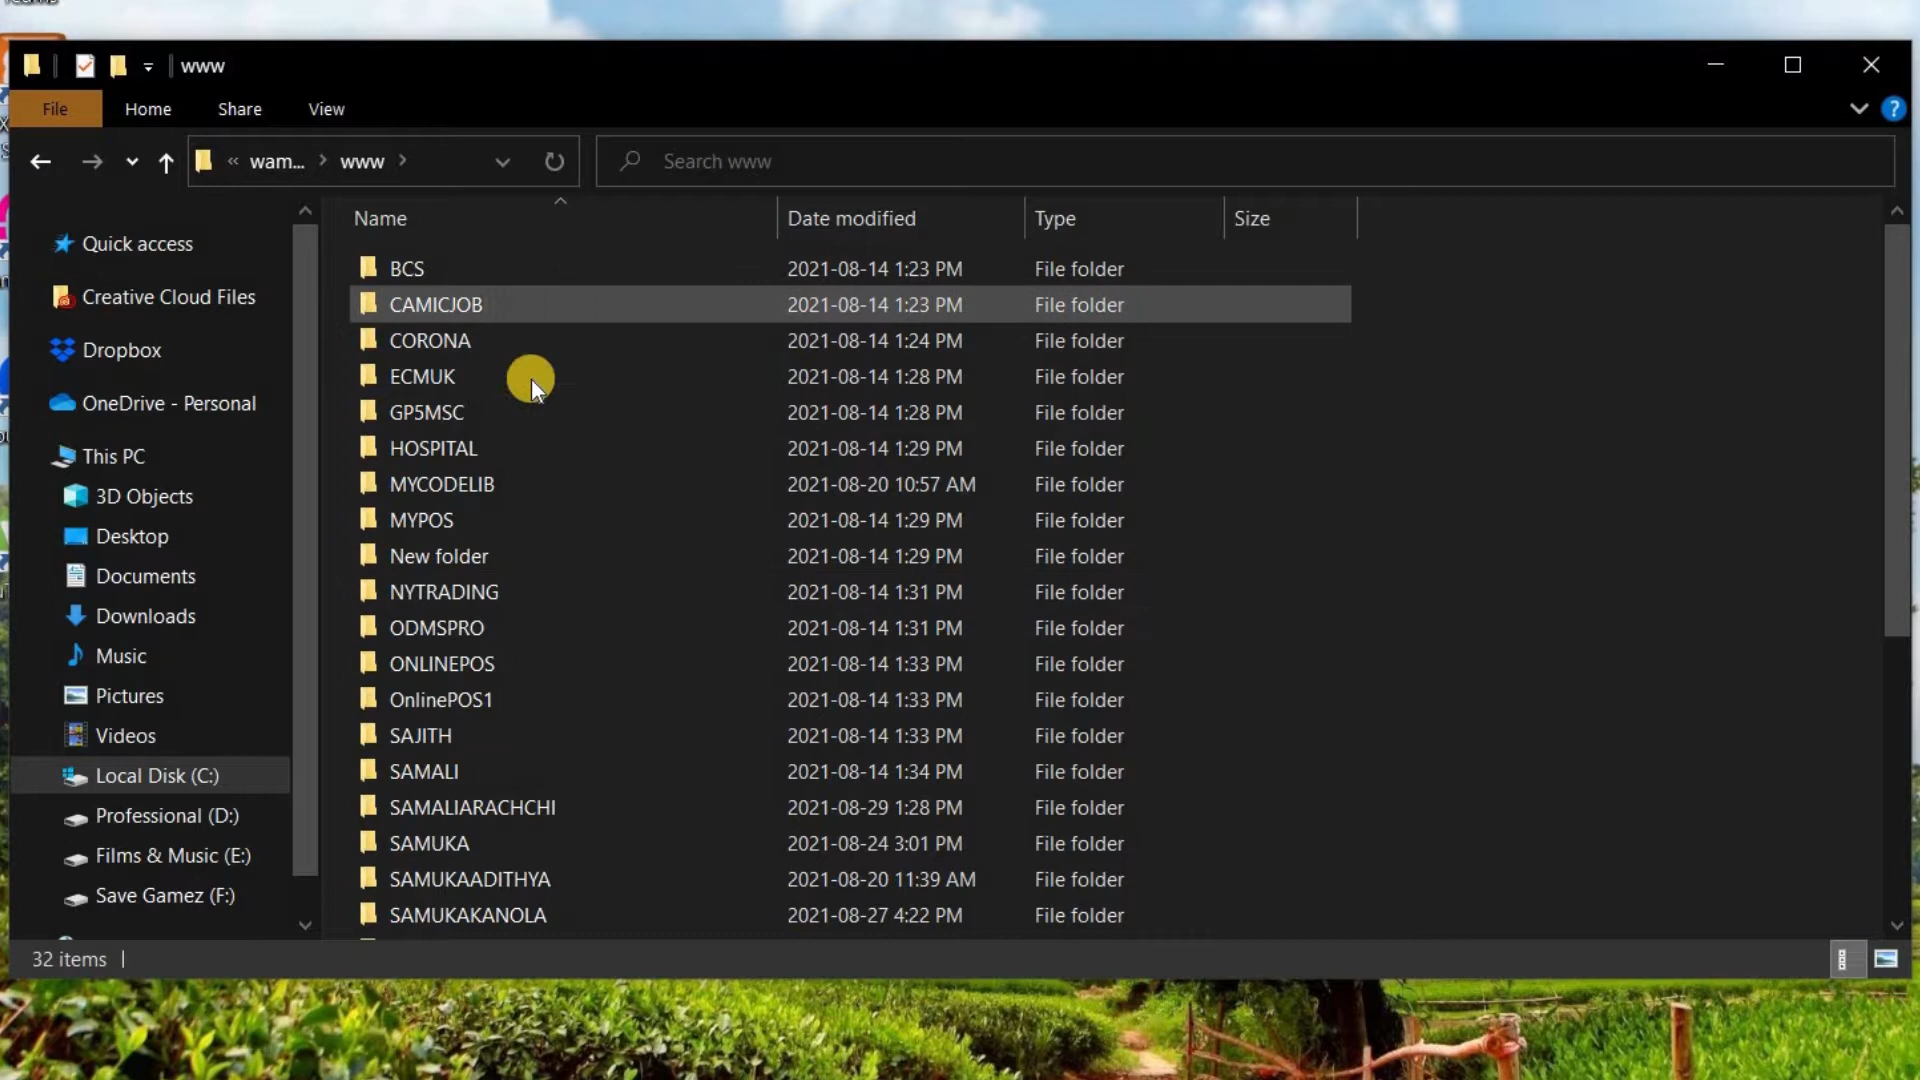 www
File Home Share View
« wam... > www >
Search www
Name Date modified Type Size
Quick access
Creative Cloud Files
Dropbox
OneDrive - Personal
This PC
3D Objects
Desktop
Documents
Downloads
Music
Pictures
Videos
Local Disk (C:)
Professional (D:)
Films & Music (E:)
Save Gamez (F:)
BCS 2021-08-14 1:23 PM File folder
CAMICJOB 2021-08-14 1:23 PM File folder
CORONA 2021-08-14 1:24 PM File folder
ECMUK 2021-08-14 1:28 PM File folder
GP5MSC 2021-08-14 1:28 PM File folder
HOSPITAL 2021-08-14 1:29 PM File folder
MYCODELIB 2021-08-20 10:57 AM File folder
MYPOS 2021-08-14 1:29 PM File folder
New folder 2021-08-14 1:29 PM File folder
NYTRADING 2021-08-14 1:31 PM File folder
ODMSPRO 2021-08-14 1:31 PM File folder
ONLINEPOS 2021-08-14 1:33 PM File folder
OnlinePOS1 2021-08-14 1:33 PM File folder
SAJITH 2021-08-14 1:33 PM File folder
SAMALI 2021-08-14 1:34 PM File folder
SAMALIARACHCHI 2021-08-29 1:28 PM File folder
SAMUKA 2021-08-24 3:01 PM File folder
SAMUKAADITHYA 2021-08-20 11:39 AM File folder
SAMUKAKANOLA 2021-08-27 4:22 PM File folder
32 items